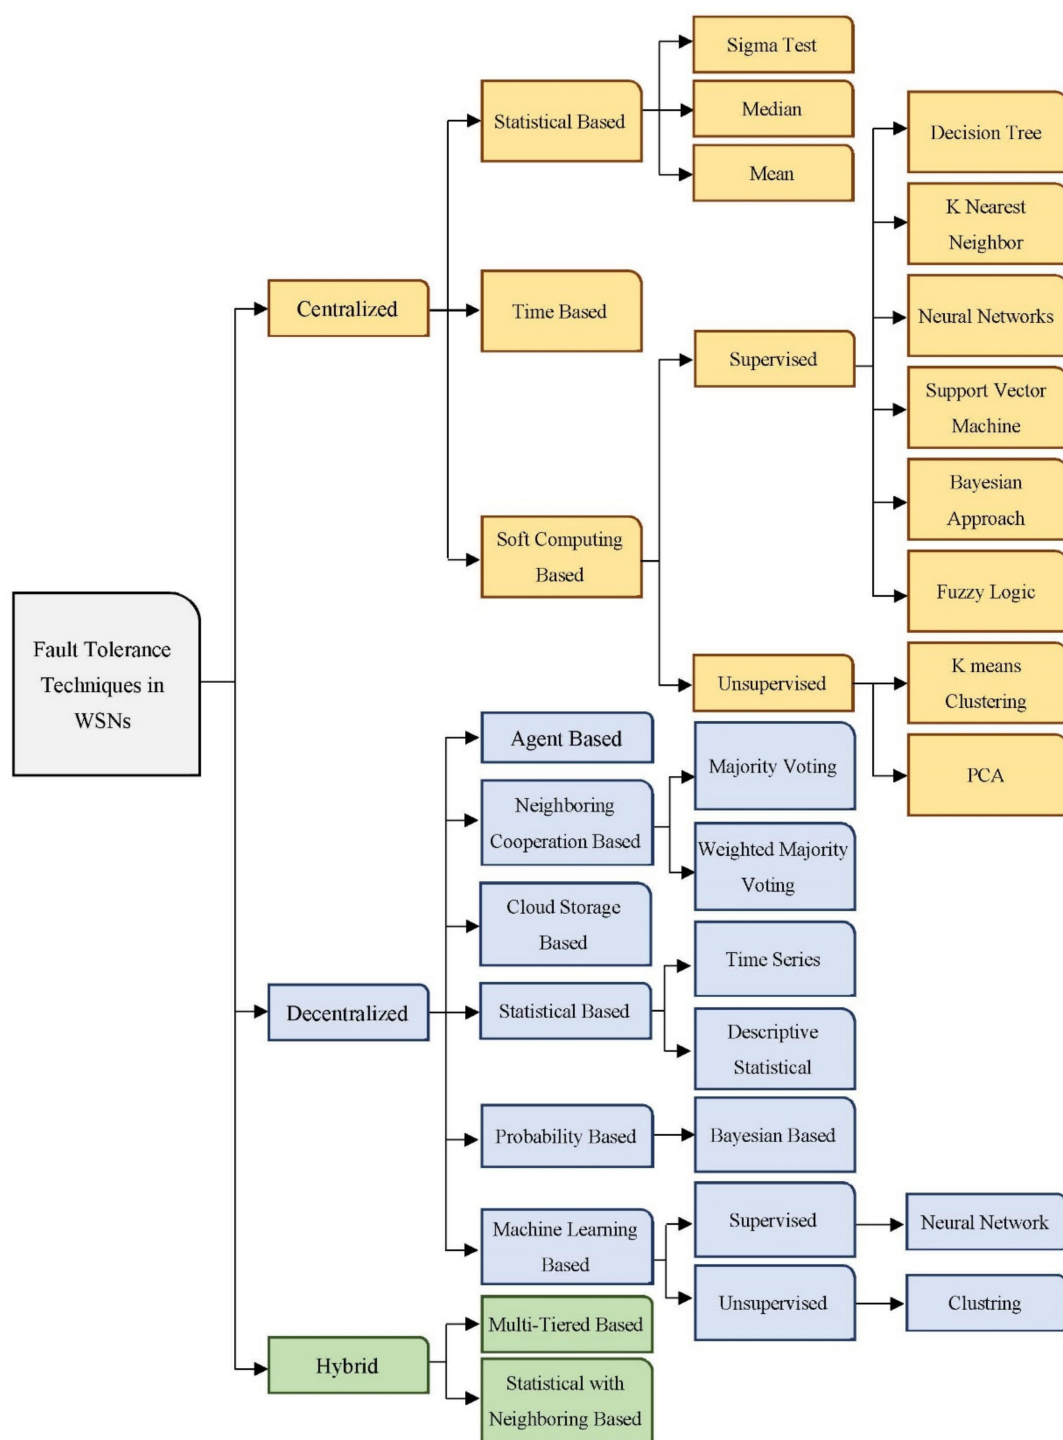 Fault Tolerance
Techniques in
WSNs
Centralized
Statistical Based
Sigma Test
Median
Mean
Time Based
Soft Computing
Based
Supervised
Decision Tree
K Nearest
Neighbor
Neural Networks
Support Vector
Machine
Bayesian
Approach
Fuzzy Logic
Unsupervised
K means
Clustering
PCA
Decentralized
Agent Based
Neighboring
Cooperation Based
Majority Voting
Weighted Majority
Voting
Cloud Storage
Based
Statistical Based
Time Series
Descriptive
Statistical
Probability Based
Bayesian Based
Machine Learning
Based
Supervised
Neural Network
Unsupervised
Clustring
Hybrid
Multi-Tiered Based
Statistical with
Neighboring Based